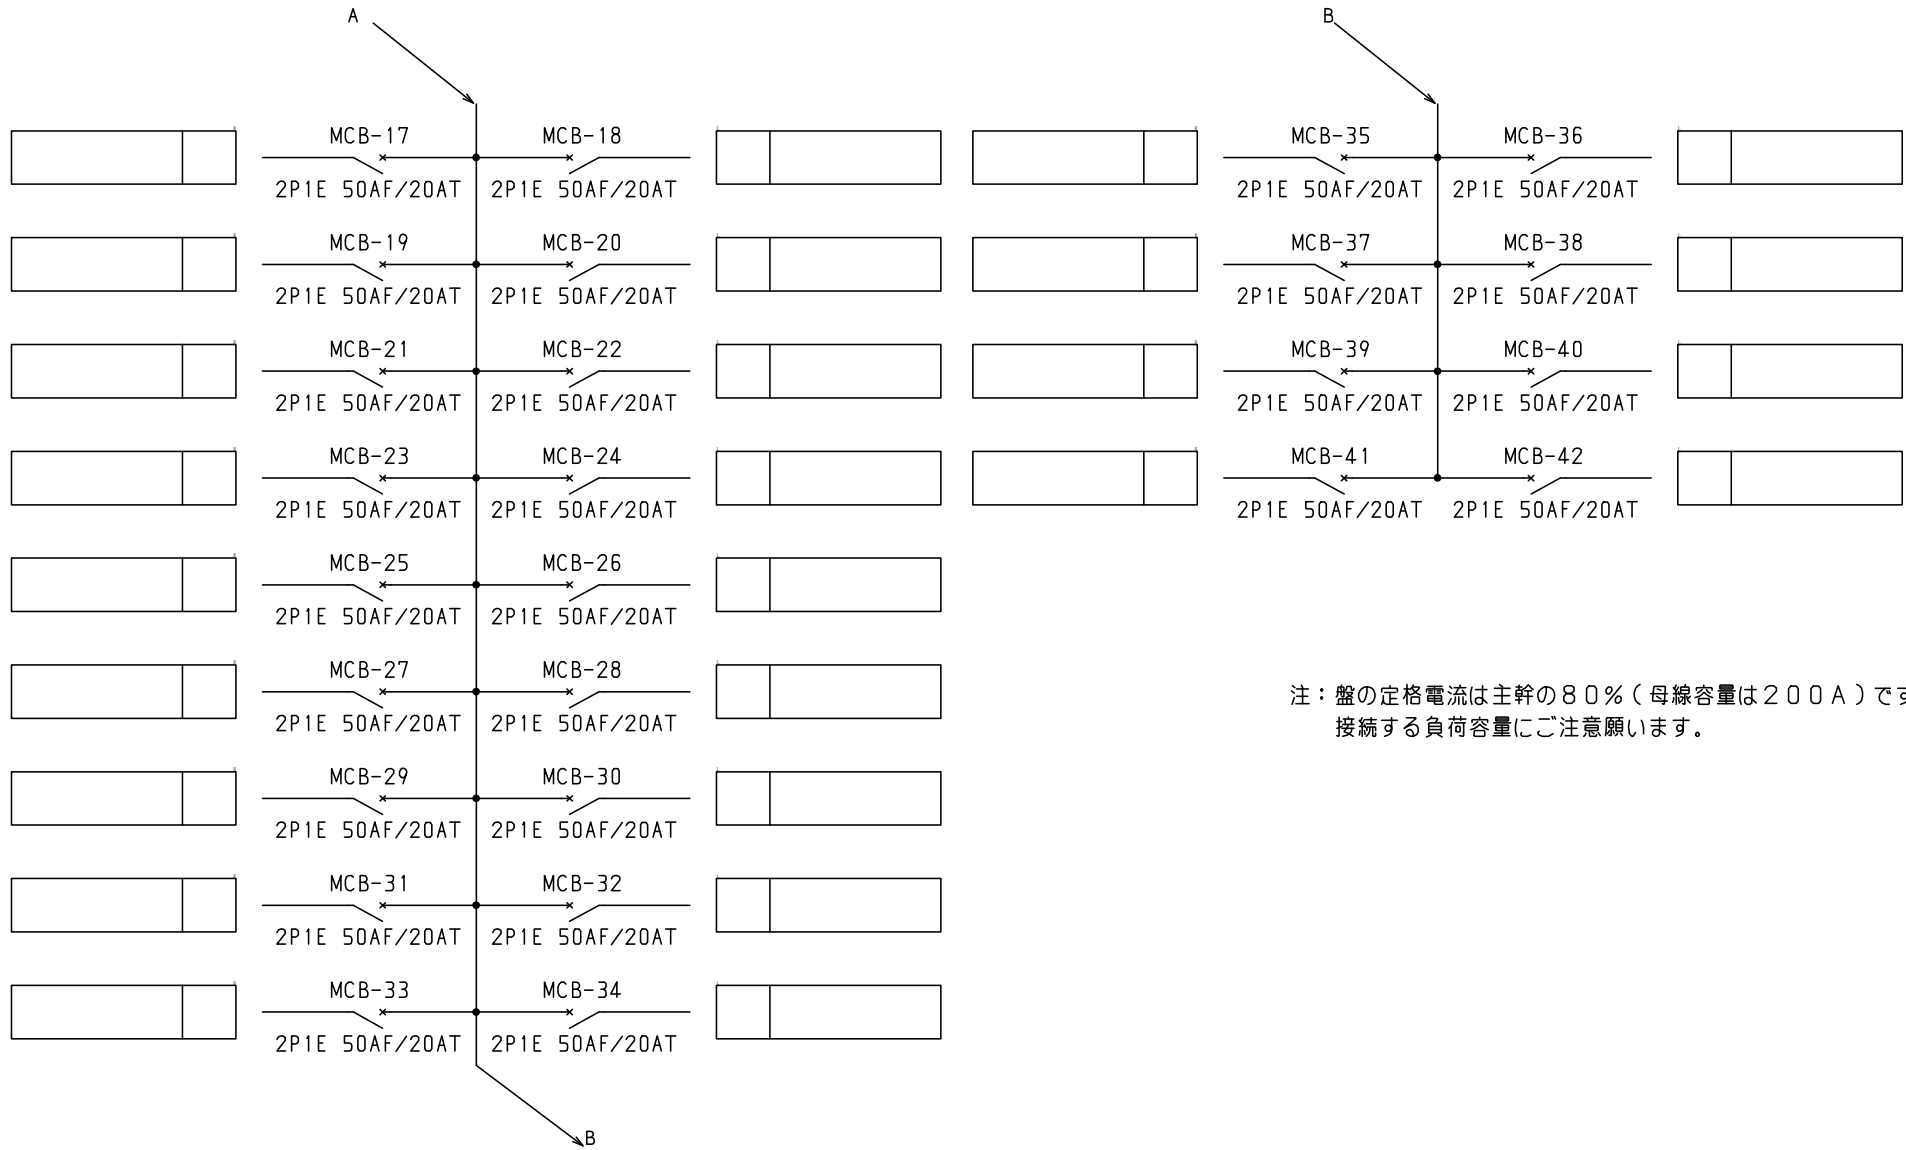 A
MCB-17 MCB-18
2P1E 50AF/20AT 2P1E 50AF/20AT
MCB-19 MCB-20
2P1E 50AF/20AT 2P1E 50AF/20AT
MCB-21 MCB-22
2P1E 50AF/20AT 2P1E 50AF/20AT
MCB-23 MCB-24
2P1E 50AF/20AT 2P1E 50AF/20AT
MCB-25 MCB-26
2P1E 50AF/20AT 2P1E 50AF/20AT
MCB-27 MCB-28
2P1E 50AF/20AT 2P1E 50AF/20AT
MCB-29 MCB-30
2P1E 50AF/20AT 2P1E 50AF/20AT
MCB-31 MCB-32
2P1E 50AF/20AT 2P1E 50AF/20AT
MCB-33 MCB-34
2P1E 50AF/20AT 2P1E 50AF/20AT
B
B
MCB-35 MCB-36
2P1E 50AF/20AT 2P1E 50AF/20AT
MCB-37 MCB-38
2P1E 50AF/20AT 2P1E 50AF/20AT
MCB-39 MCB-40
2P1E 50AF/20AT 2P1E 50AF/20AT
MCB-41 MCB-42
2P1E 50AF/20AT 2P1E 50AF/20AT
注：盤の定格電流は主幹の８０％（母線容量は２００Ａ）です
接続する負荷容量にご注意願います。